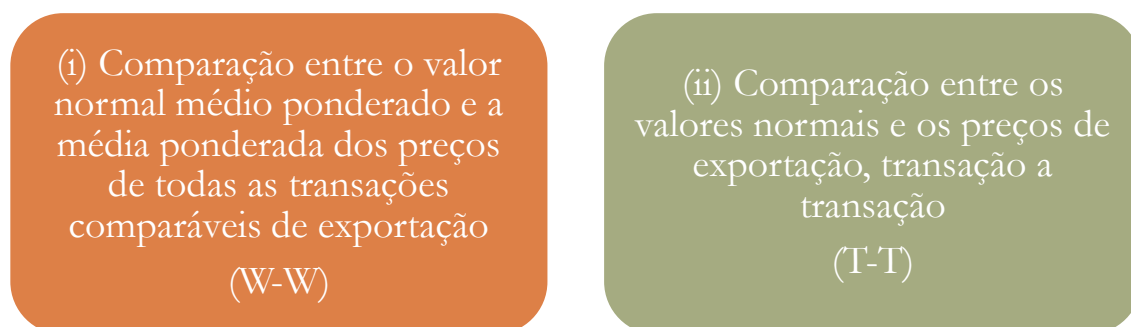 (i) Comparação entre o valor
normal médio ponderado e a
média ponderada dos preços
de todas as transações
comparáveis de exportação
(W-W)
(ii) Comparação entre os
valores normais e os preços de
exportação, transação a
transação
(T-T)